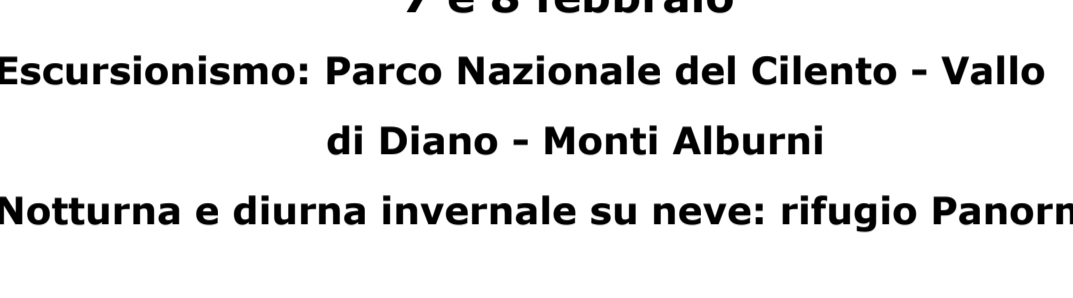 7 e 8 febbraio
Escursionismo: Parco Nazionale del Cilento - Vallo
di Diano - Monti Alburni
Notturna e diurna invernale su neve: rifugio